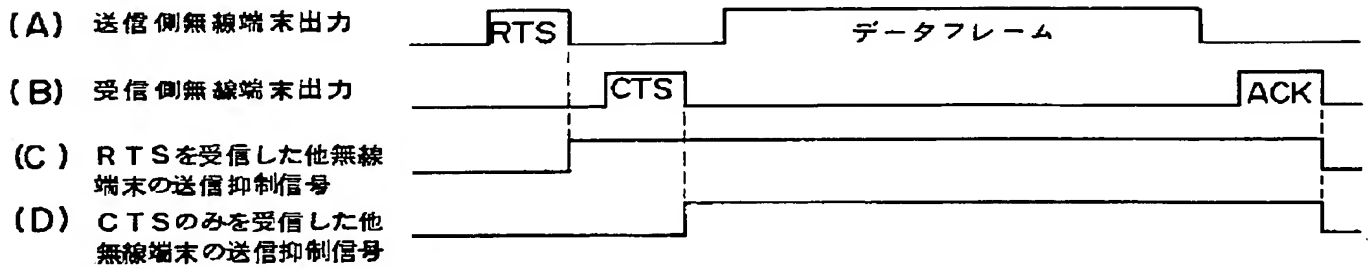 (A) 送信側無線端末出力 RTS データフレーム
(B) 受信側無線端末出力 CTS ACK
(C) RTSを受信した他無線
端末の送信抑制信号
(D) CTSのみを受信した他
無線端末の送信抑制信号